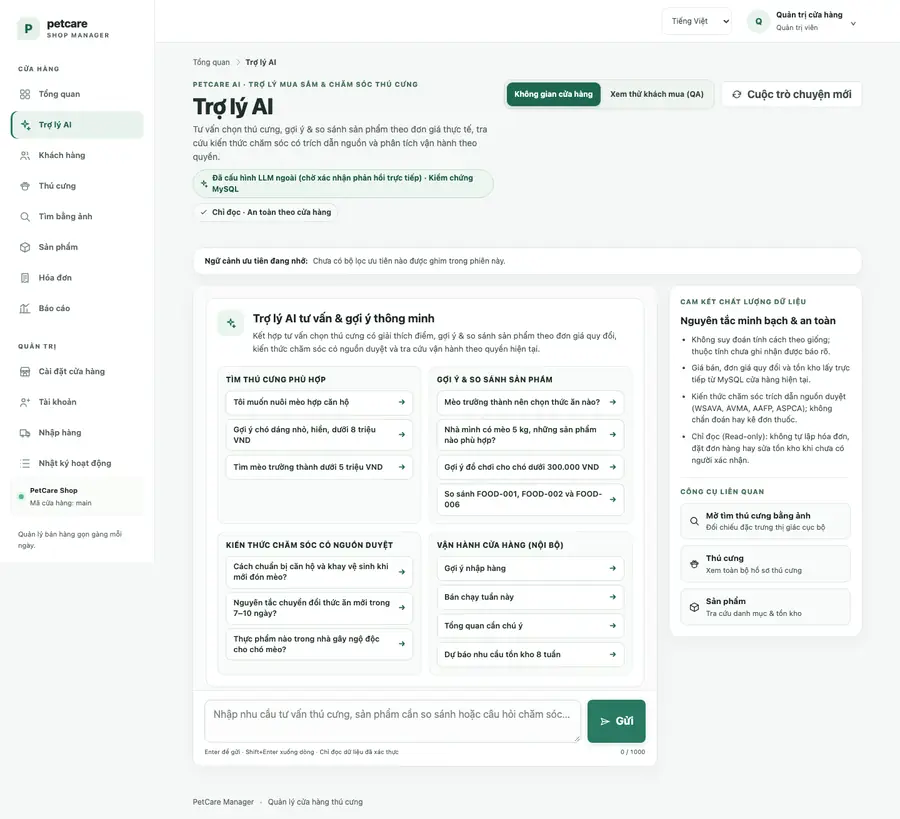 P
petcare
SHOP MANAGER
CỬA HÀNG
Tổng quan
Trợ lý AI
Khách hàng
Thú cưng
Tìm bằng ảnh
Sản phẩm
Hóa đơn
Báo cáo
QUẢN TRỊ
Cài đặt cửa hàng
Tài khoản
Nhập hàng
Nhật ký hoạt động
PetCare Shop
Mã cửa hàng: main
Quản lý bán hàng gọn gàng mỗi
ngày.
Tiếng Việt
Q
Quản trị cửa hàng
Quản trị viên
Tổng quan > Trợ lý AI
PETCARE AI · TRỢ LÝ MUA SẮM & CHĂM SÓC THÚ CƯNG
Trợ lý AI
Tư vấn chọn thú cưng, gợi ý & so sánh sản phẩm theo đơn giá thực tế, tra
cứu kiến thức chăm sóc có trích dẫn nguồn và phân tích vận hành theo
quyền.
Đã cấu hình LLM ngoài (chờ xác nhận phản hồi trực tiếp) · Kiểm chứng
MySQL
Chỉ đọc · An toàn theo cửa hàng
Không gian cửa hàng
Xem thử khách mua (QA)
Cuộc trò chuyện mới
Ngữ cảnh ưu tiên đang nhớ: Chưa có bộ lọc ưu tiên nào được ghim trong phiên này.
Trợ lý AI tư vấn & gợi ý thông minh
Kết hợp tư vấn chọn thú cưng có giải thích điểm, gợi ý & so sánh sản phẩm theo đơn giá quy đổi,
kiến thức chăm sóc có nguồn duyệt và tra cứu vận hành theo quyền hiện tại.
TÌM THÚ CƯNG PHÙ HỢP
Tôi muốn nuôi mèo hợp căn hộ
Gợi ý chó dáng nhỏ, hiền, dưới 8 triệu
VND
Tìm mèo trưởng thành dưới 5 triệu VND
GỢI Ý & SO SÁNH SẢN PHẨM
Mèo trưởng thành nên chọn thức ăn nào?
Nhà mình có mèo 5 kg, những sản phẩm
nào phù hợp?
Gợi ý đồ chơi cho chó dưới 300.000 VND
So sánh FOOD-001, FOOD-002 và FOOD-
006
KIẾN THỨC CHĂM SÓC CÓ NGUỒN DUYỆT
Cách chuẩn bị căn hộ và khay vệ sinh khi
mới đón mèo?
Nguyên tắc chuyển đổi thức ăn mới trong
7–10 ngày?
Thực phẩm nào trong nhà gây ngộ độc
cho chó mèo?
VẬN HÀNH CỬA HÀNG (NỘI BỘ)
Gợi ý nhập hàng
Bán chạy tuần này
Tổng quan cần chú ý
Dự báo nhu cầu tồn kho 8 tuần
Nhập nhu cầu tư vấn thú cưng, sản phẩm cần so sánh hoặc câu hỏi chăm sóc...
Gửi
Enter để gửi · Shift+Enter xuống dòng · Chỉ đọc dữ liệu đã xác thực
0 / 1000
CAM KẾT CHẤT LƯỢNG DỮ LIỆU
Nguyên tắc minh bạch & an toàn
• Không suy đoán tính cách theo giống;
thuộc tính chưa ghi nhận được báo rõ.
• Giá bán, đơn giá quy đổi và tồn kho lấy trực
tiếp từ MySQL cửa hàng hiện tại.
• Kiến thức chăm sóc trích dẫn nguồn duyệt
(WSAVA, AVMA, AAFP, ASPCA); không
chẩn đoán hay kê đơn thuốc.
• Chỉ đọc (Read-only): không tự lập hóa đơn,
đặt đơn hàng hay sửa tồn kho khi chưa có
người xác nhận.
CÔNG CỤ LIÊN QUAN
Mở tìm thú cưng bằng ảnh
Đối chiếu đặc trưng thị giác cục bộ
Thú cưng
Xem toàn bộ hồ sơ thú cưng
Sản phẩm
Tra cứu danh mục & tồn kho
PetCare Manager · Quản lý cửa hàng thú cưng